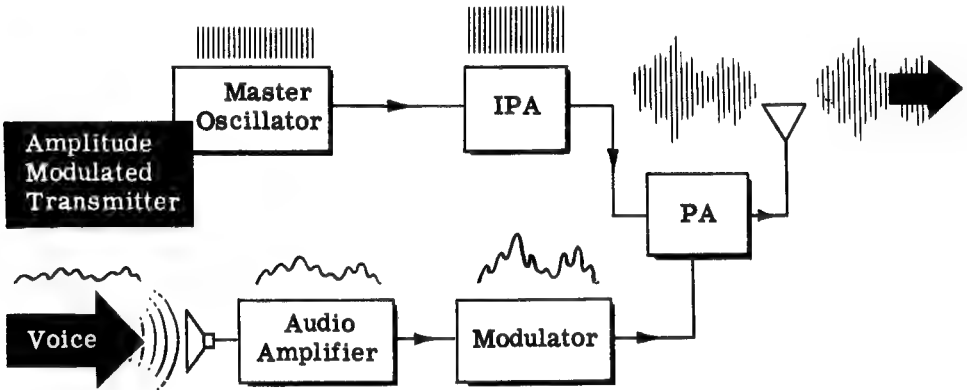 Master
Oscillator
IPA
Amplitude
Modulated
Transmitter
PA
Voice
Audio
Amplifier
Modulator